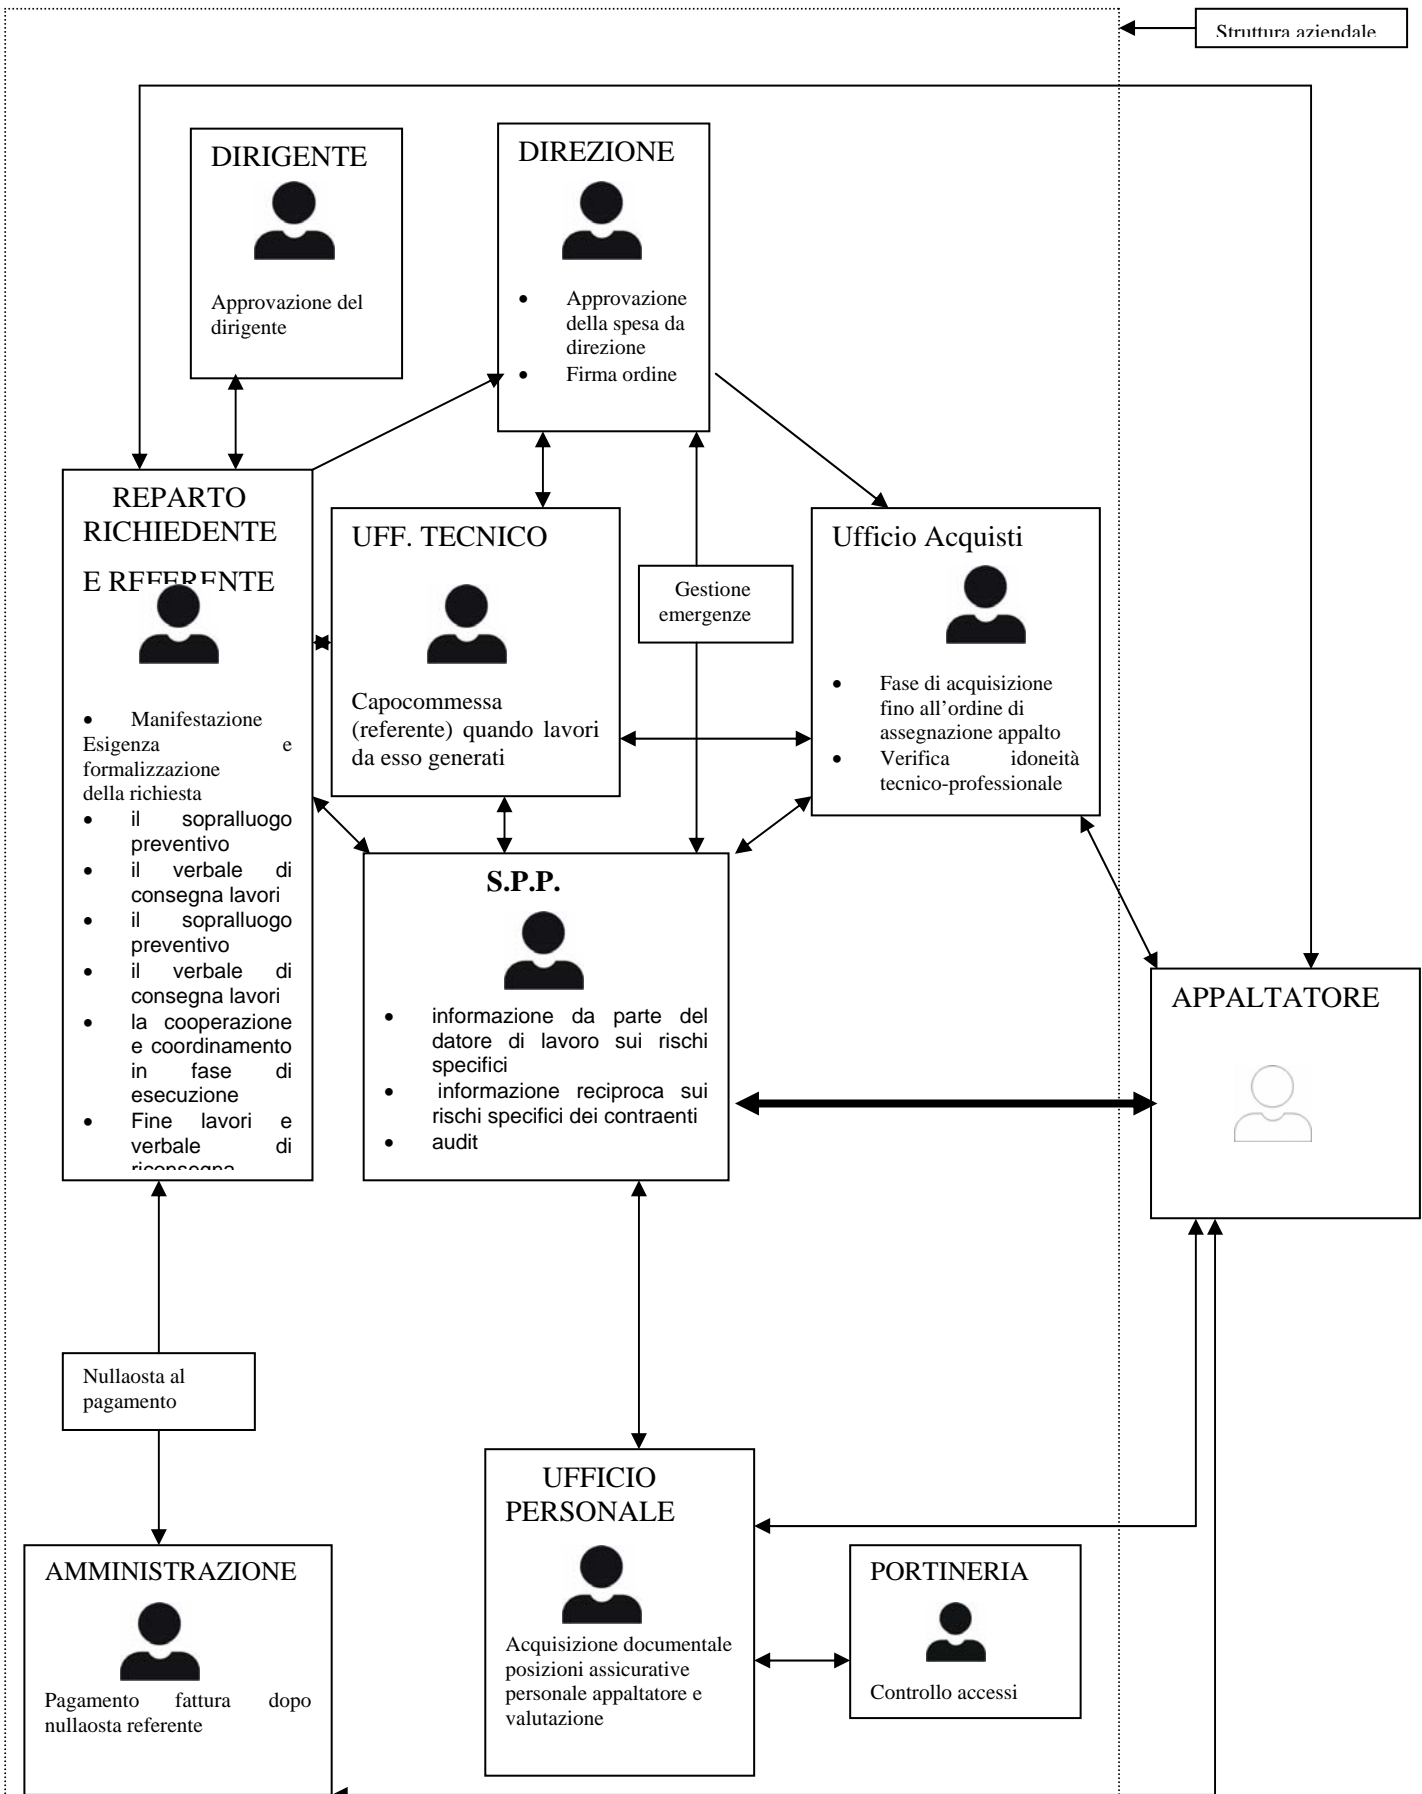 Struttura aziendale
DIRIGENTE
Approvazione del
dirigente
DIREZIONE
• Approvazione
della spesa da
direzione
• Firma ordine
REPARTO
RICHIEDENTE
E REFERENTE
• Manifestazione
Esigenza e
formalizzazione
della richiesta
• il sopralluogo
preventivo
• il verbale di
consegna lavori
• il sopralluogo
preventivo
• il verbale di
consegna lavori
• la cooperazione
e coordinamento
in fase di
esecuzione
• Fine lavori e
verbale di
riconsegna
UFF. TECNICO
Capocommessa
(referente) quando lavori
da esso generati
Gestione
emergenze
Ufficio Acquisti
• Fase di acquisizione
fino all'ordine di
assegnazione appalto
• Verifica idoneità
tecnico-professionale
S.P.P.
• informazione da parte del
datore di lavoro sui rischi
specifici
• informazione reciproca sui
rischi specifici dei contraenti
• audit
APPALTATORE
Nullaosta al
pagamento
AMMINISTRAZIONE
Pagamento fattura dopo
nullaosta referente
UFFICIO
PERSONALE
Acquisizione documentale
posizioni assicurative
personale appaltatore e
valutazione
PORTINERIA
Controllo accessi